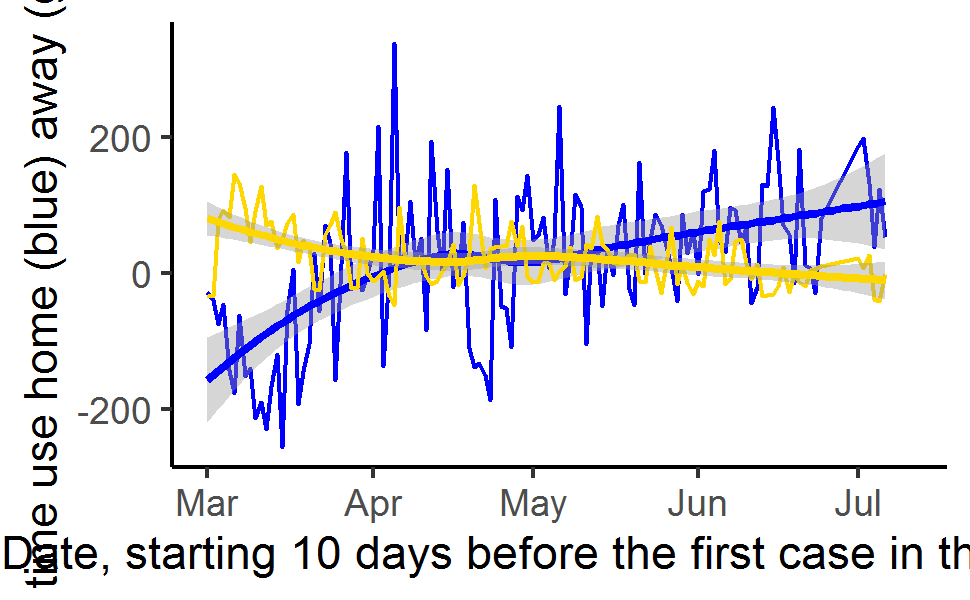 time use home (blue) away (
200
0
-200
Mar Apr May Jun Jul
Date, starting 10 days before the first case in th